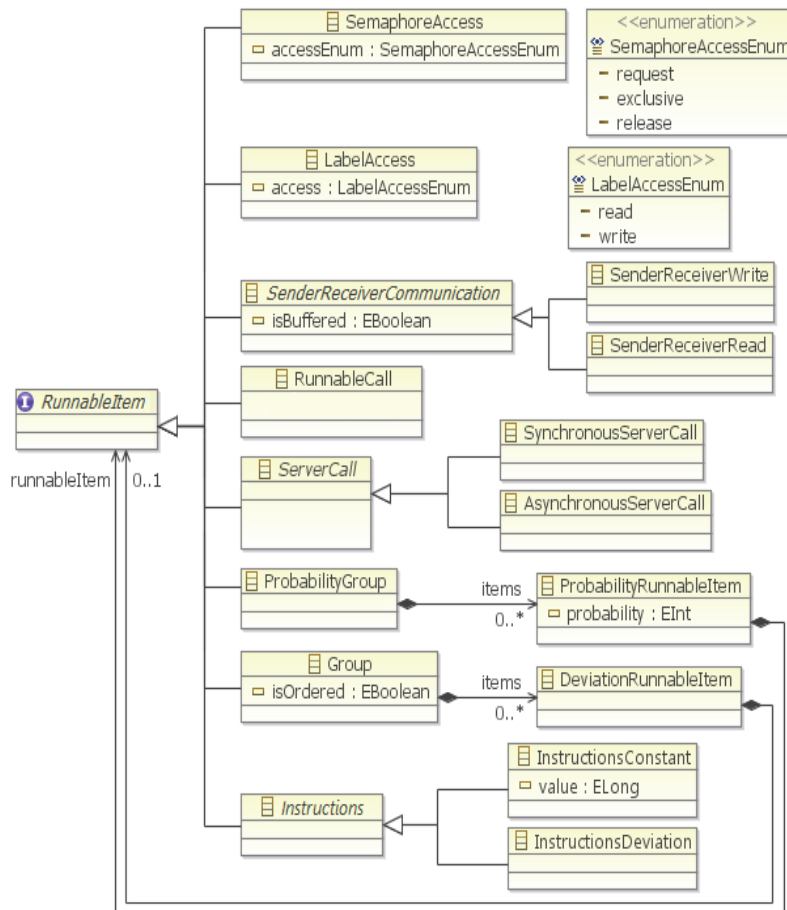 SemaphoreAccess
accessEnum : SemaphoreAccessEnum
<<enumeration>>
SemaphoreAccessEnum
request
exclusive
release
LabelAccess
access : LabelAccessEnum
<<enumeration>>
LabelAccessEnum
read
write
SenderReceiverCommunication
isBuffered : EBoolean
SenderReceiverWrite
SenderReceiverRead
RunnableCall
I RunnableItem
runnableItem 0..1
ServerCall
SynchronousServerCall
AsynchronousServerCall
ProbabilityGroup
items
0..*
ProbabilityRunnableItem
probability : EInt
Group
isOrdered : EBoolean
items
0..*
DeviationRunnableItem
Instructions
InstructionsConstant
value : ELong
InstructionsDeviation